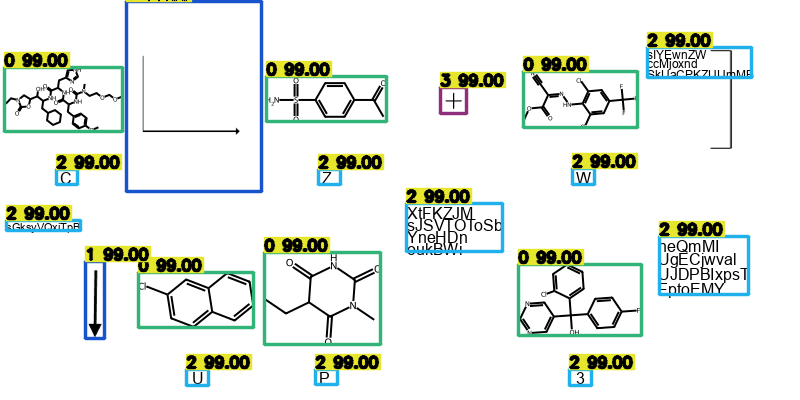 0 99.00
3 99.00
0 99.00
0 99.00
2 99.00
sIYEwnZW
ccMjoxnd
2 99.00
C
2 99.00
Z
2 99.00
W
2 99.00
2 99.00
XtFKZJM
sJSVTOToSb
YneHDn
2 99.00
neQmMI
UgECjwval
UJDPBIxpsT
EptoEMY
1 99.00
0 99.00
0 99.00
0 99.00
2 99.00
U
2 99.00
P
2 99.00
3